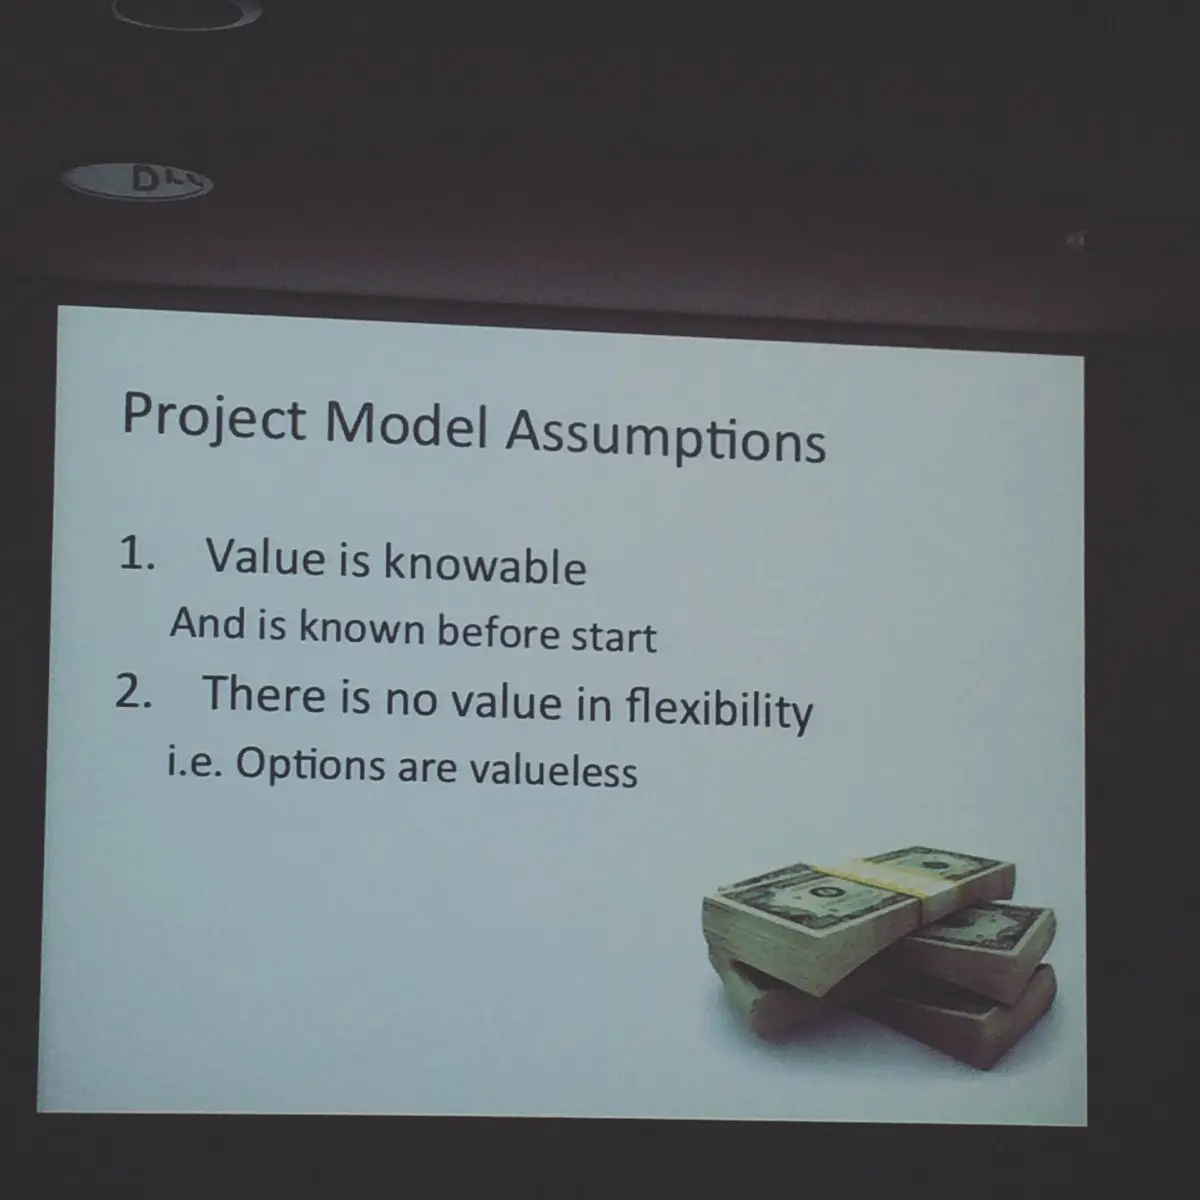 Project Model Assumptions
1. Value is knowable
And is known before start
2. There is no value in flexibility
i.e. Options are valueless